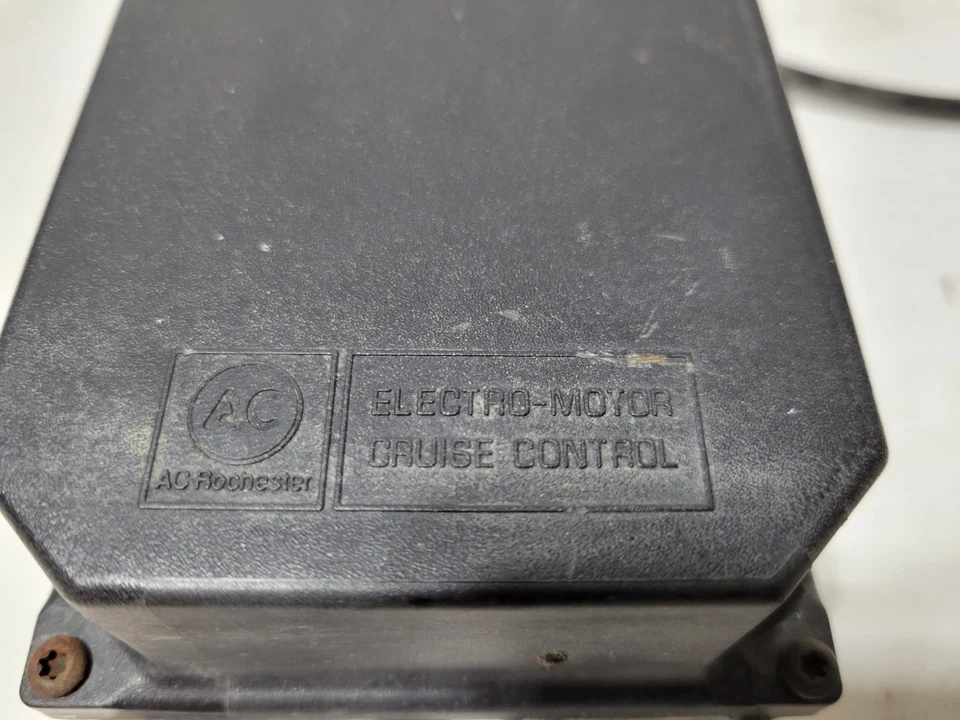 AC
AC Rochester
ELECTRO-MOTOR
CRUISE CONTROL